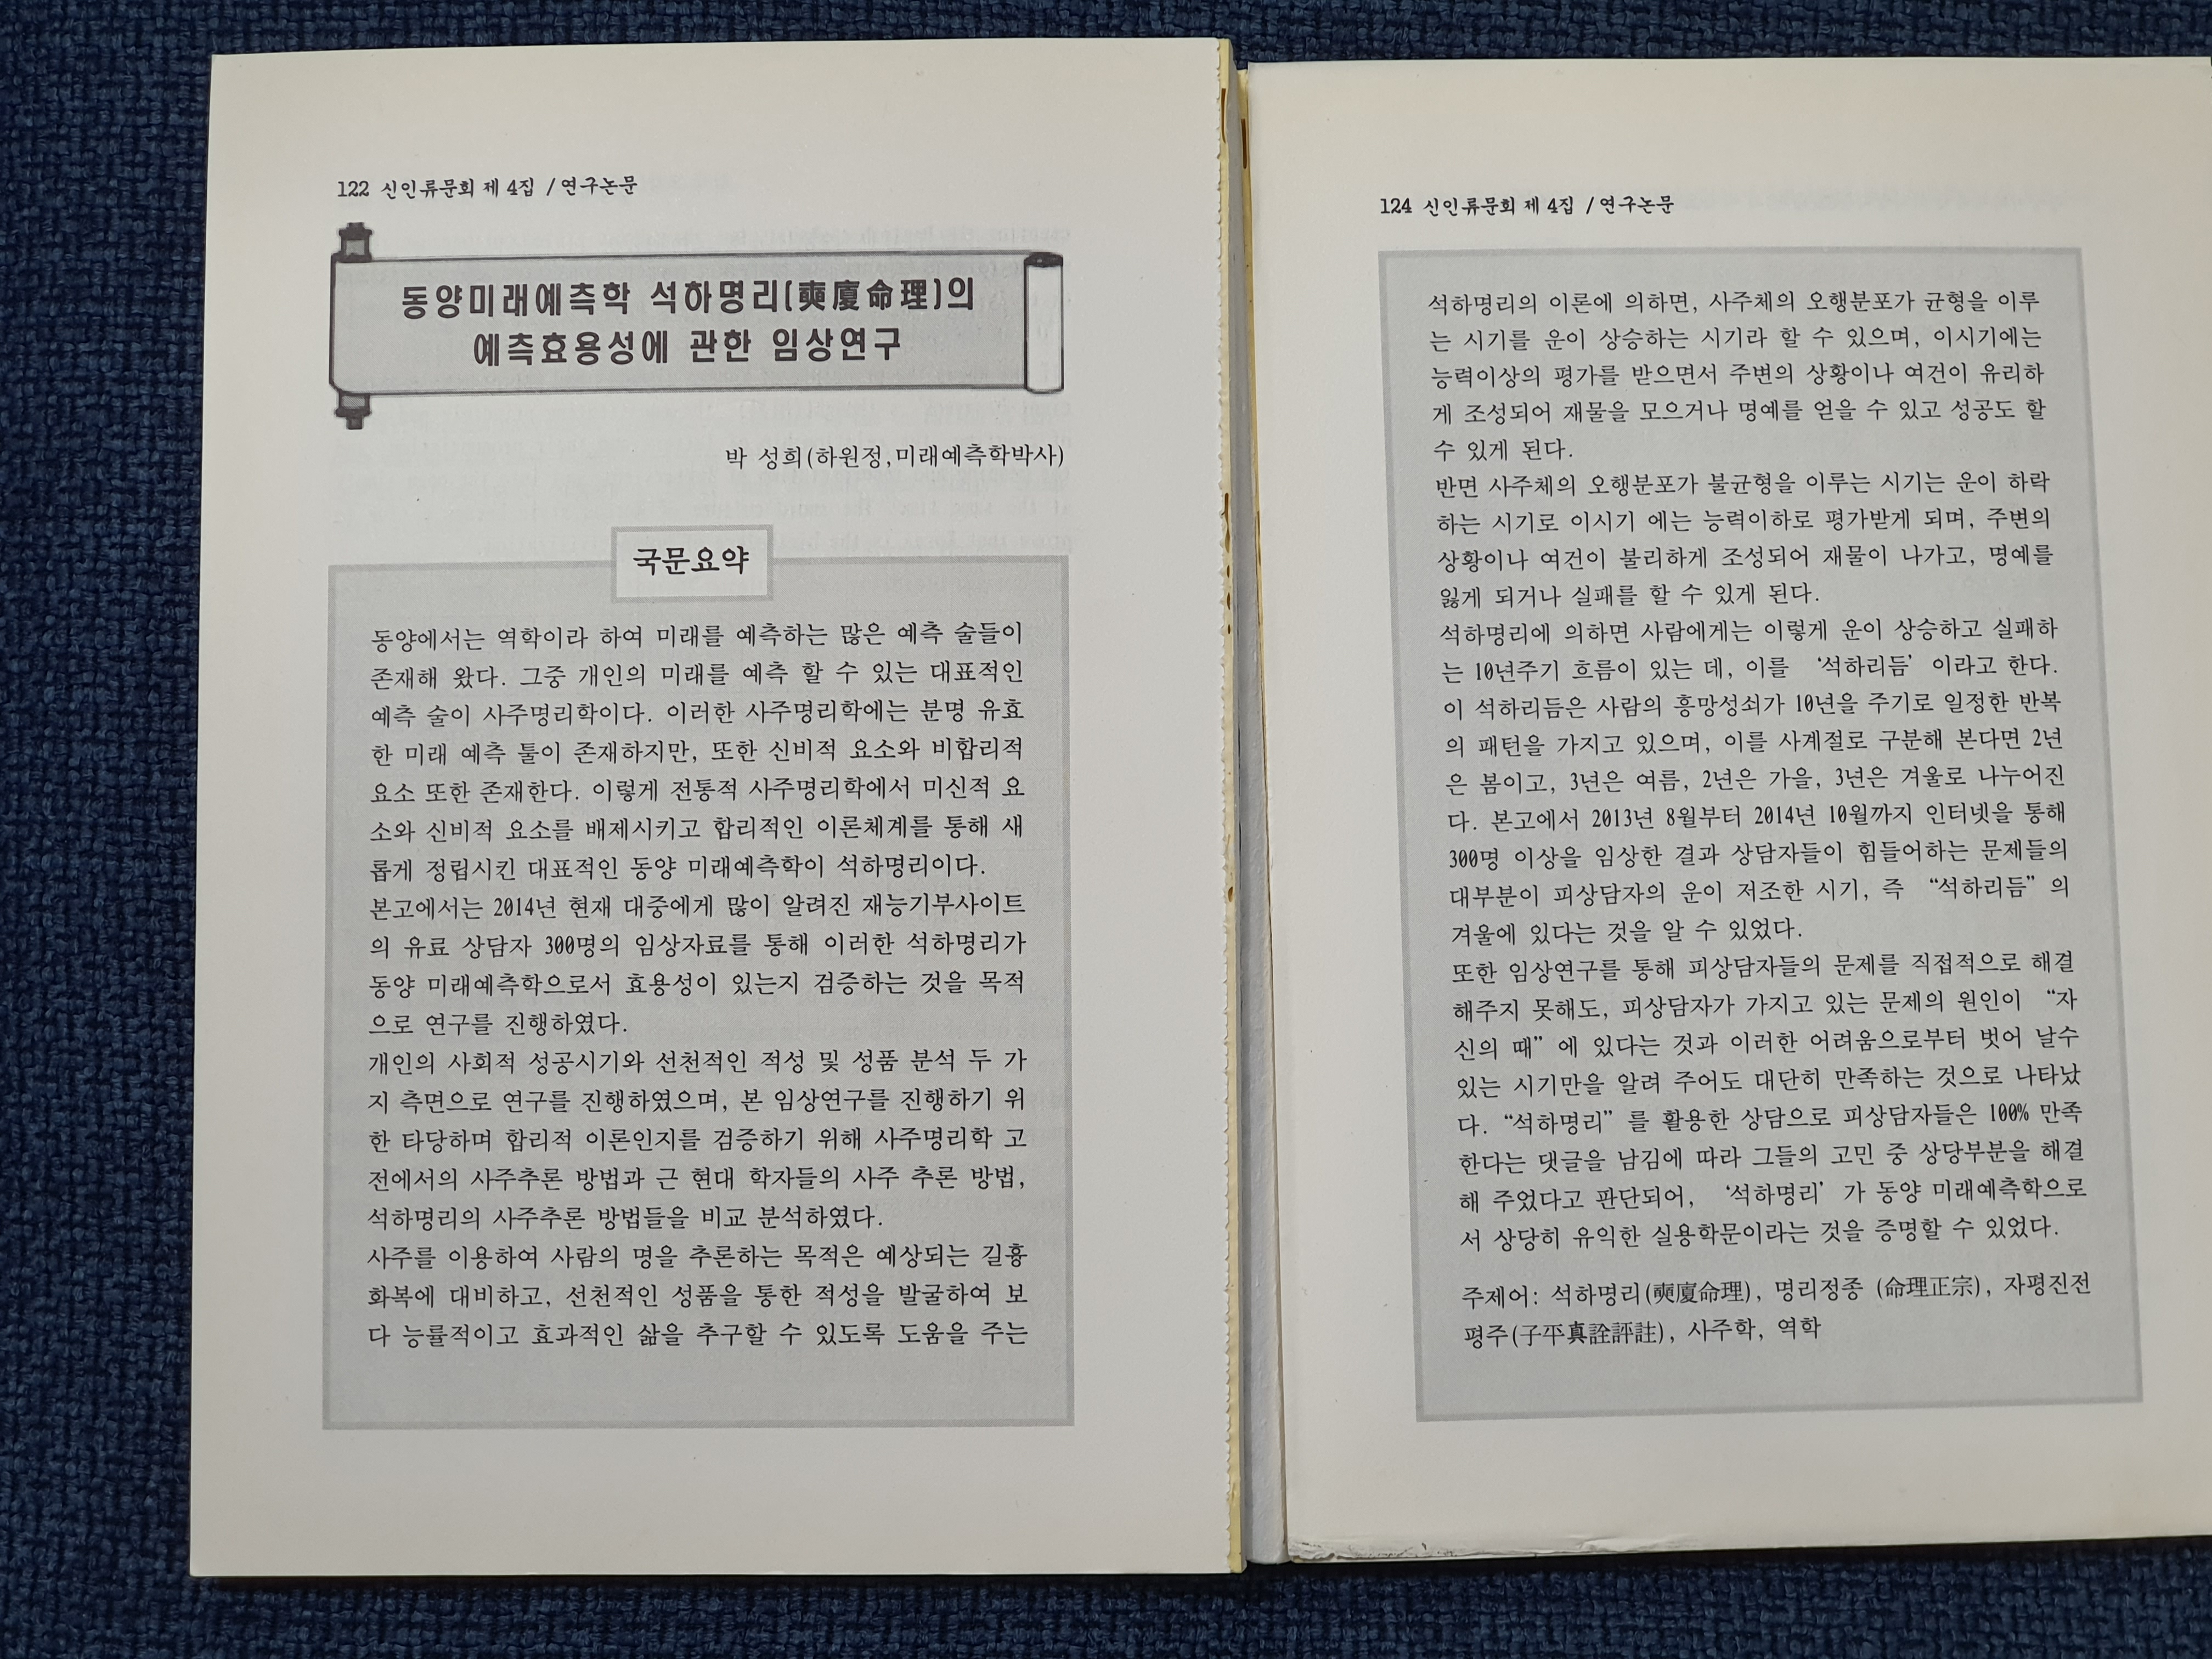 122 신인류문회 제 4집 / 연구논문
동양미래예측학 석하명리(奭廈命理)의
예측효용성에 관한 임상연구
박 성희(하원정,미래예측학박사)
국문요약
동양에서는 역학이라 하여 미래를 예측하는 많은 예측 술들이
존재해 왔다. 그중 개인의 미래를 예측 할 수 있는 대표적인
예측 술이 사주명리학이다. 이러한 사주명리학에는 분명 유효
한 미래 예측 툴이 존재하지만, 또한 신비적 요소와 비합리적
요소 또한 존재한다. 이렇게 전통적 사주명리학에서 미신적 요
소와 신비적 요소를 배제시키고 합리적인 이론체계를 통해 새
롭게 정립시킨 대표적인 동양 미래예측학이 석하명리이다.
본고에서는 2014년 현재 대중에게 많이 알려진 재능기부사이트
의 유료 상담자 300명의 임상자료를 통해 이러한 석하명리가
동양 미래예측학으로서 효용성이 있는지 검증하는 것을 목적
으로 연구를 진행하였다.
개인의 사회적 성공시기와 선천적인 적성 및 성품 분석 두 가
지 측면으로 연구를 진행하였으며, 본 임상연구를 진행하기 위
한 타당하며 합리적 이론인지를 검증하기 위해 사주명리학 고
전에서의 사주추론 방법과 근 현대 학자들의 사주 추론 방법,
석하명리의 사주추론 방법들을 비교 분석하였다.
사주를 이용하여 사람의 명을 추론하는 목적은 예상되는 길흉
화복에 대비하고, 선천적인 성품을 통한 적성을 발굴하여 보
다 능률적이고 효과적인 삶을 추구할 수 있도록 도움을 주는
124 신인류문회 제 4집 / 연구논문
석하명리의 이론에 의하면, 사주체의 오행분포가 균형을 이루
는 시기를 운이 상승하는 시기라 할 수 있으며, 이시기에는
능력이상의 평가를 받으면서 주변의 상황이나 여건이 유리하
게 조성되어 재물을 모으거나 명예를 얻을 수 있고 성공도 할
수 있게 된다.
반면 사주체의 오행분포가 불균형을 이루는 시기는 운이 하락
하는 시기로 이시기 에는 능력이하로 평가받게 되며, 주변의
상황이나 여건이 불리하게 조성되어 재물이 나가고, 명예를
잃게 되거나 실패를 할 수 있게 된다.
석하명리에 의하면 사람에게는 이렇게 운이 상승하고 실패하
는 10년주기 흐름이 있는 데, 이를 ‘석하리듬’ 이라고 한다.
이 석하리듬은 사람의 흥망성쇠가 10년을 주기로 일정한 반복
의 패턴을 가지고 있으며, 이를 사계절로 구분해 본다면 2년
은 봄이고, 3년은 여름, 2년은 가을, 3년은 겨울로 나누어진
다. 본고에서 2013년 8월부터 2014년 10월까지 인터넷을 통해
300명 이상을 임상한 결과 상담자들이 힘들어하는 문제들의
대부분이 피상담자의 운이 저조한 시기, 즉 “석하리듬” 의
겨울에 있다는 것을 알 수 있었다.
또한 임상연구를 통해 피상담자들의 문제를 직접적으로 해결
해주지 못해도, 피상담자가 가지고 있는 문제의 원인이 “자
신의 때” 에 있다는 것과 이러한 어려움으로부터 벗어 날수
있는 시기만을 알려 주어도 대단히 만족하는 것으로 나타났
다. “석하명리” 를 활용한 상담으로 피상담자들은 100% 만족
한다는 댓글을 남김에 따라 그들의 고민 중 상당부분을 해결
해 주었다고 판단되어, ‘석하명리’ 가 동양 미래예측학으로
서 상당히 유익한 실용학문이라는 것을 증명할 수 있었다.
주제어: 석하명리(奭廈命理), 명리정종 (命理正宗), 자평진전
평주(子平真詮評註), 사주학, 역학